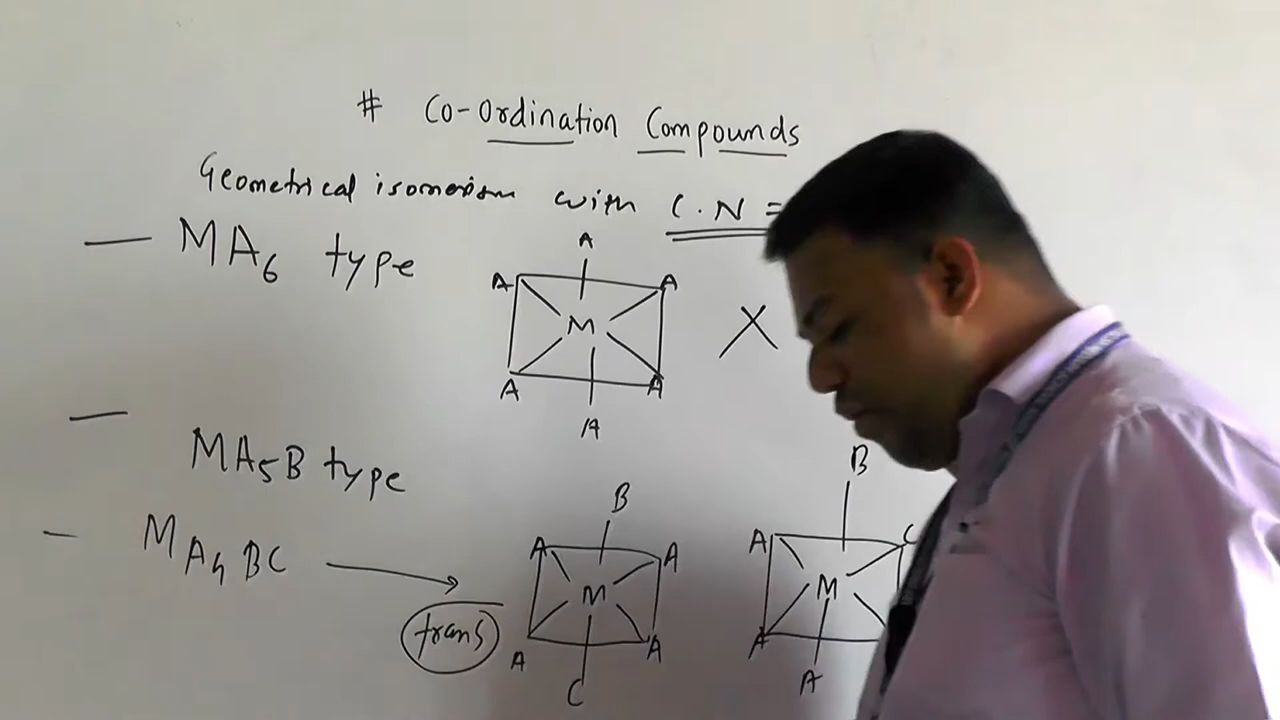 # Co-Ordination Compounds
Geometrical isomerism with C.N =
— MA6 type
A
A A
M
A A
A
X
— MA5B type
- MA4BC →
trans
B
A A
M
A A
C
B
A C
M
A
A